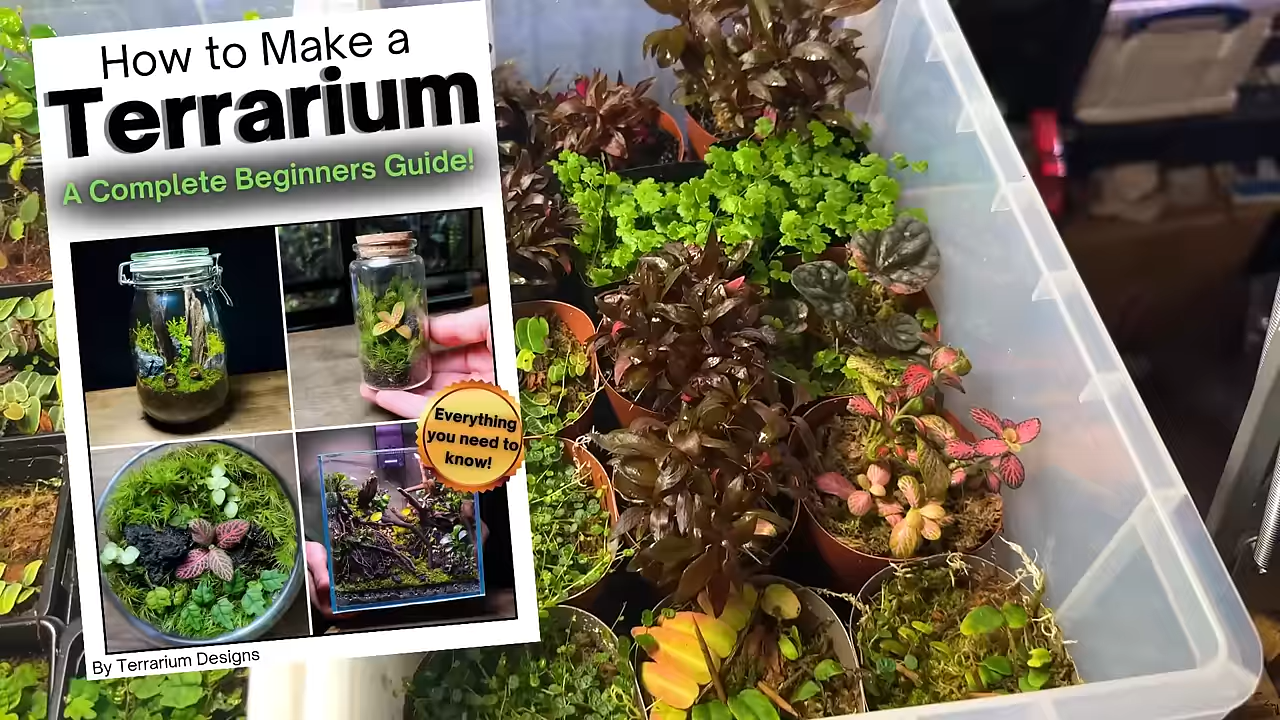 How to Make a
Terrarium
A Complete Beginners Guide!
Everything
you need to
know!
By Terrarium Designs